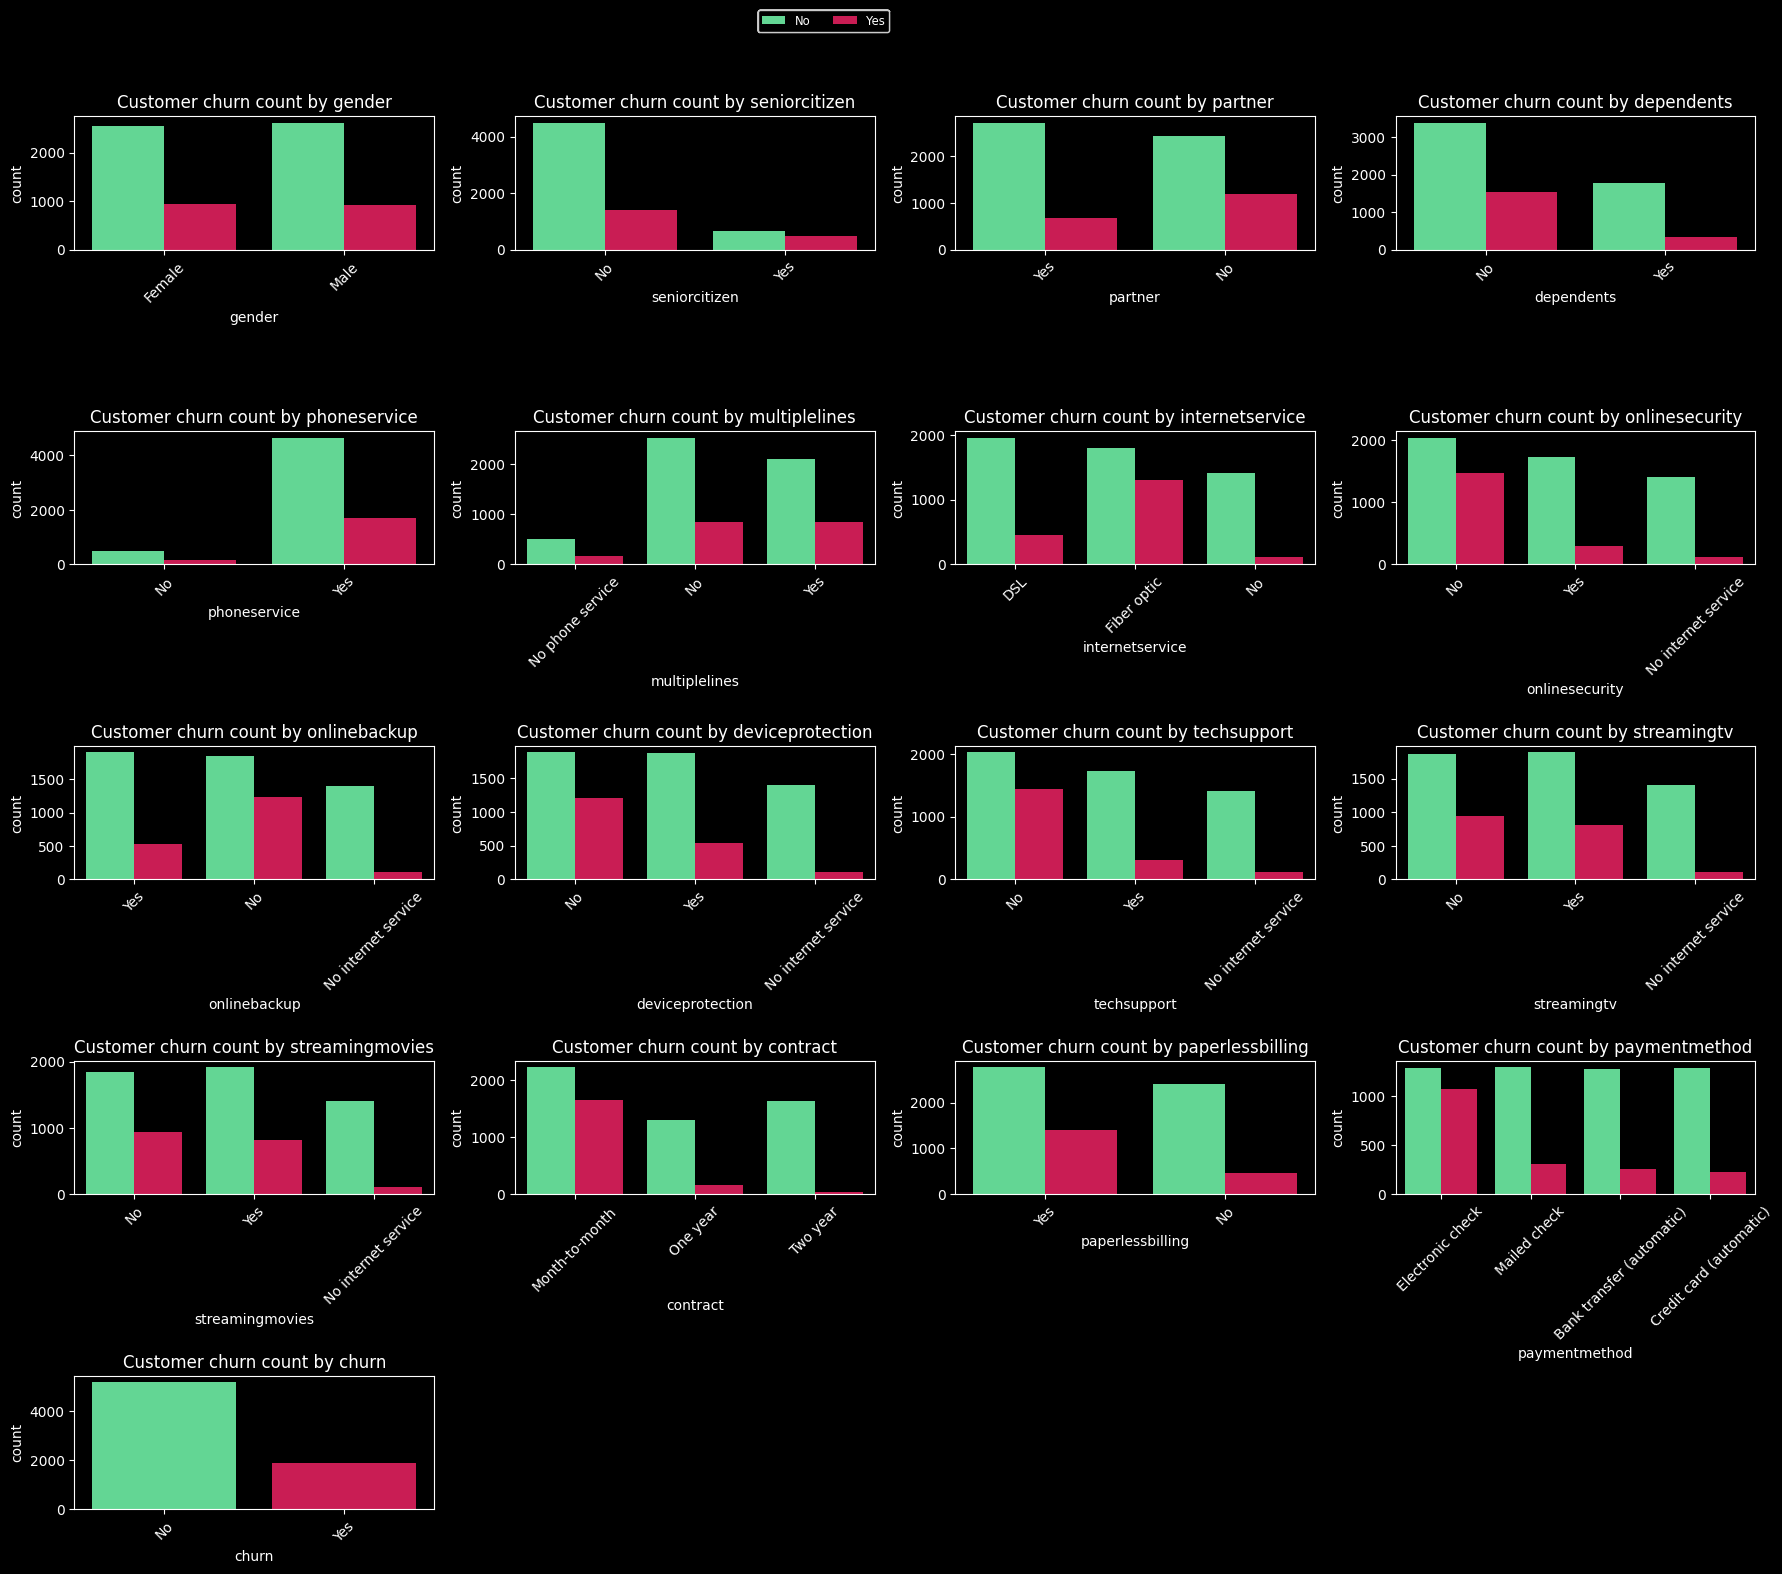 No Yes
Customer churn count by gender
count
2000
1000
0
Female Male
gender
Customer churn count by seniorcitizen
count
4000
2000
0
No Yes
seniorcitizen
Customer churn count by partner
count
2000
1000
0
Yes No
partner
Customer churn count by dependents
count
3000
2000
1000
0
No Yes
dependents
Customer churn count by phoneservice
count
4000
2000
0
No Yes
phoneservice
Customer churn count by multiplelines
count
2000
1000
0
No phone service No Yes
multiplelines
Customer churn count by internetservice
count
2000
1000
0
DSL Fiber optic No
internetservice
Customer churn count by onlinesecurity
count
2000
1000
0
No Yes No internet service
onlinesecurity
Customer churn count by onlinebackup
count
1500
1000
500
0
Yes No No internet service
onlinebackup
Customer churn count by deviceprotection
count
1500
1000
500
0
No Yes No internet service
deviceprotection
Customer churn count by techsupport
count
2000
1000
0
No Yes No internet service
techsupport
Customer churn count by streamingtv
count
1500
1000
500
0
No Yes No internet service
streamingtv
Customer churn count by streamingmovies
count
2000
1000
0
No Yes No internet service
streamingmovies
Customer churn count by contract
count
2000
1000
0
Month-to-month One year Two year
contract
Customer churn count by paperlessbilling
count
2000
1000
0
Yes No
paperlessbilling
Customer churn count by paymentmethod
count
1000
500
0
Electronic check Mailed check Bank transfer (automatic) Credit card (automatic)
paymentmethod
Customer churn count by churn
count
4000
2000
0
No Yes
churn